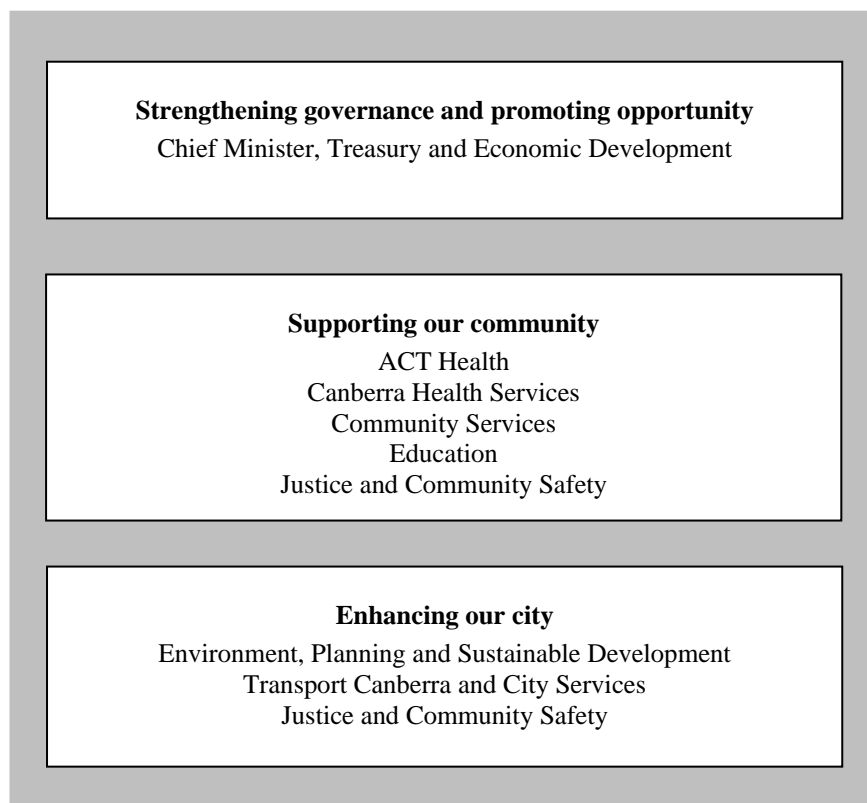 Strengthening governance and promoting opportunity
Chief Minister, Treasury and Economic Development
Supporting our community
ACT Health
Canberra Health Services
Community Services
Education
Justice and Community Safety
Enhancing our city
Environment, Planning and Sustainable Development
Transport Canberra and City Services
Justice and Community Safety